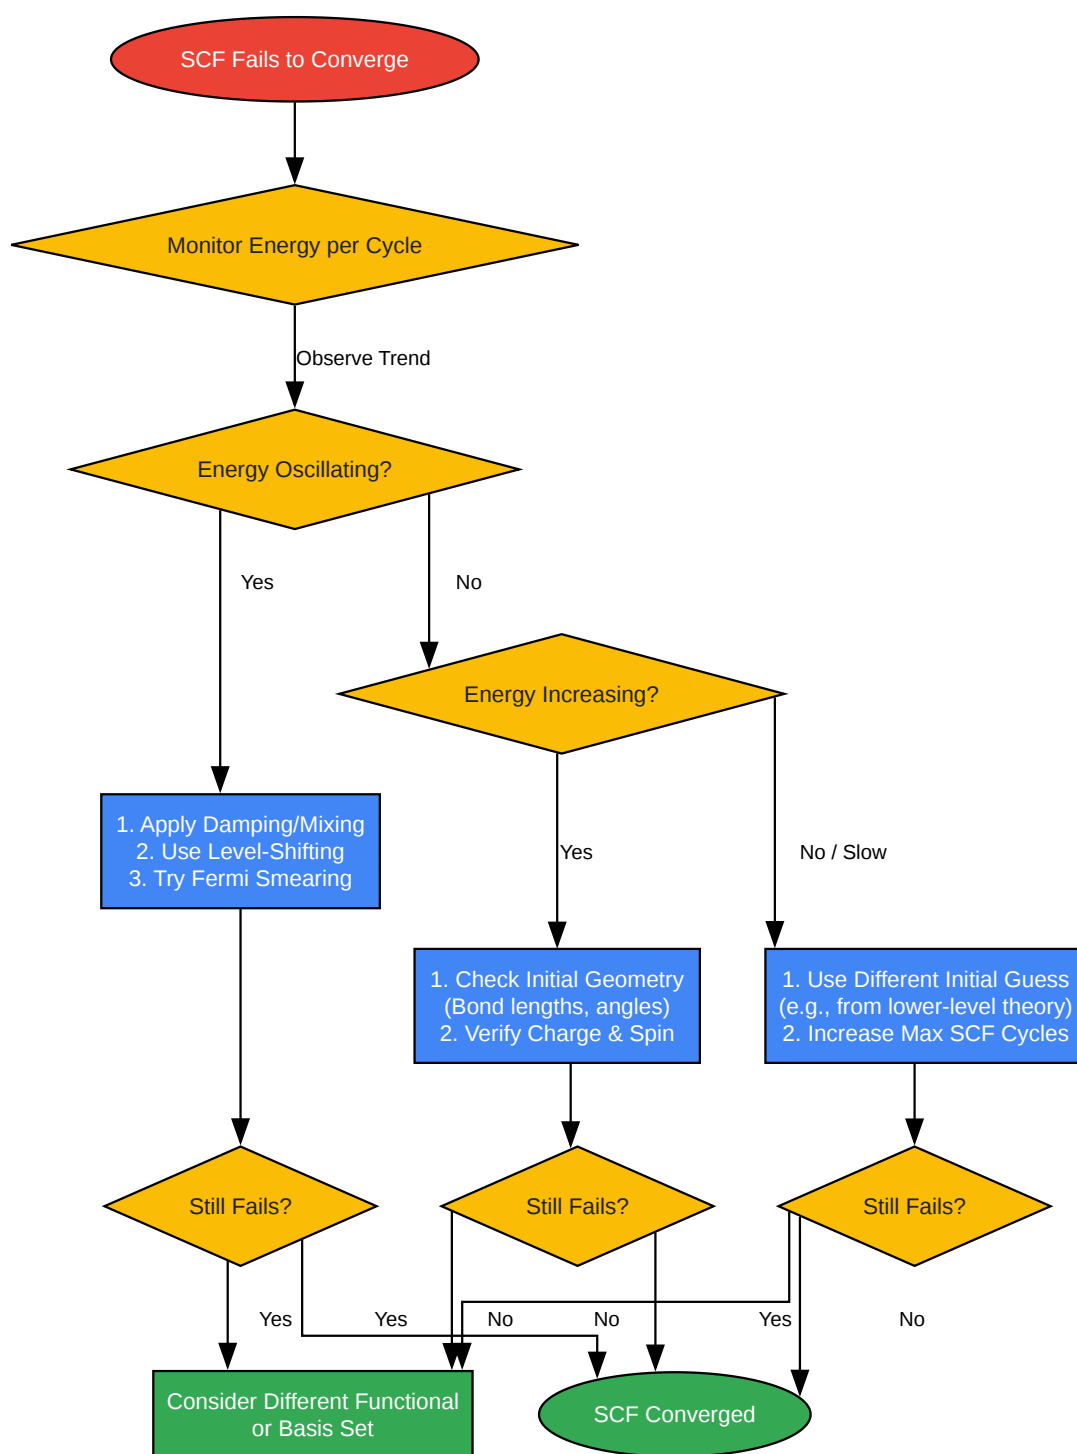 SCF Fails to Converge
Monitor Energy per Cycle
Observe Trend
Energy Oscillating?
Yes
No
Energy Increasing?
1. Apply Damping/Mixing
2. Use Level-Shifting
3. Try Fermi Smearing
Yes
No / Slow
1. Check Initial Geometry
(Bond lengths, angles)
2. Verify Charge & Spin
1. Use Different Initial Guess
(e.g., from lower-level theory)
2. Increase Max SCF Cycles
Still Fails?
Still Fails?
Still Fails?
Yes
Yes
No
No
Yes
No
Consider Different Functional
or Basis Set
SCF Converged